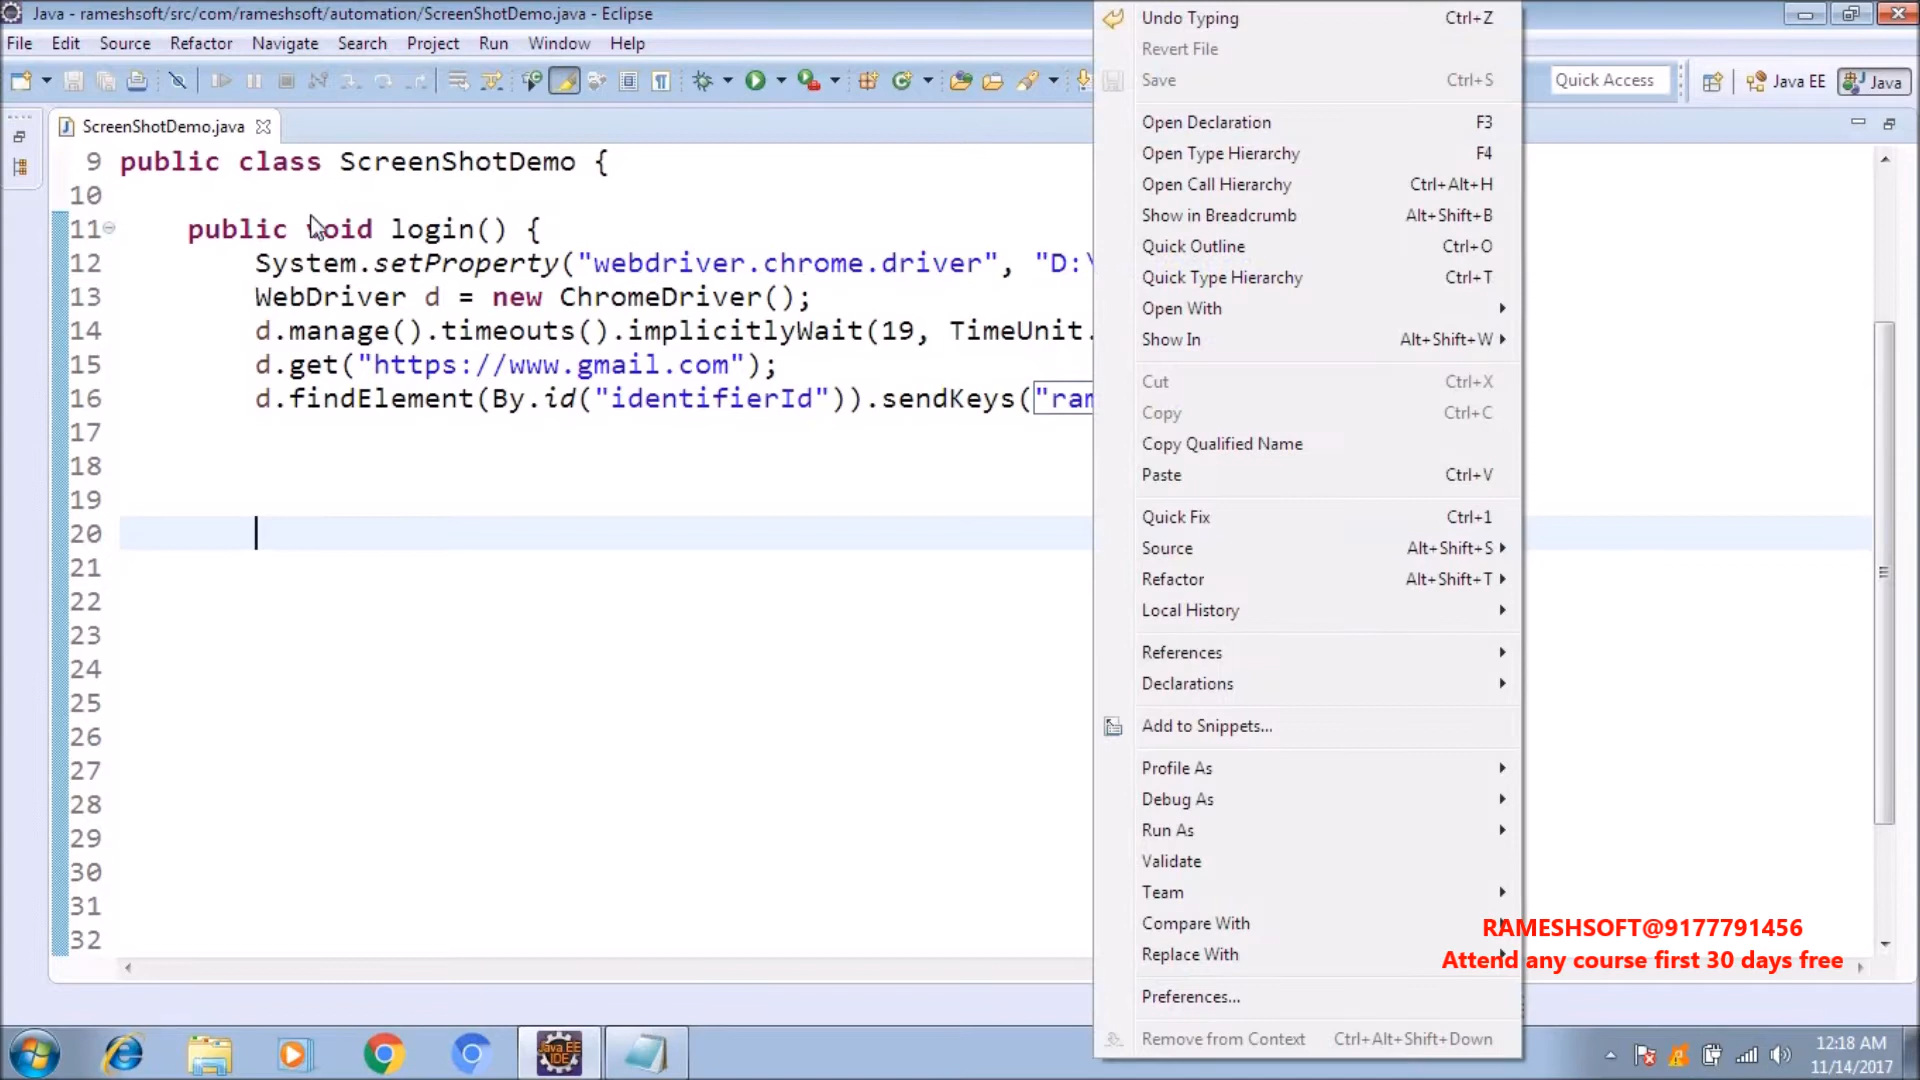 Java - rameshsoft/src/com/rameshsoft/automation/ScreenShotDemo.java - Eclipse
File Edit Source Refactor Navigate Search Project Run Window Help
Quick Access
Java EE
Java
ScreenShotDemo.java
9 public class ScreenShotDemo {
10
11 public void login() {
12 System.setProperty("webdriver.chrome.driver", "D:\
13 WebDriver d = new ChromeDriver();
14 d.manage().timeouts().implicitlyWait(19, TimeUnit.
15 d.get("https://www.gmail.com");
16 d.findElement(By.id("identifierId")).sendKeys("ram
17
18
19
20
21
22
23
24
25
26
27
28
29
30
31
32
Undo Typing Ctrl+Z
Revert File
Save Ctrl+S
Open Declaration F3
Open Type Hierarchy F4
Open Call Hierarchy Ctrl+Alt+H
Show in Breadcrumb Alt+Shift+B
Quick Outline Ctrl+O
Quick Type Hierarchy Ctrl+T
Open With
Show In Alt+Shift+W
Cut Ctrl+X
Copy Ctrl+C
Copy Qualified Name
Paste Ctrl+V
Quick Fix Ctrl+1
Source Alt+Shift+S
Refactor Alt+Shift+T
Local History
References
Declarations
Add to Snippets...
Profile As
Debug As
Run As
Validate
Team
Compare With
Replace With
Preferences...
Remove from Context Ctrl+Alt+Shift+Down
RAMESHSOFT@9177791456
Attend any course first 30 days free
Java EE
IDE
12:18 AM
11/14/2017